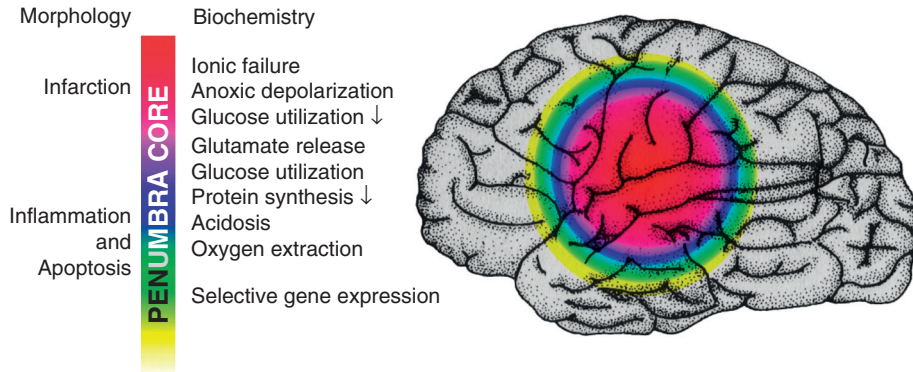 Morphology
Biochemistry
Infarction
Inflammation
and
Apoptosis
PENUMBRA CORE
Ionic failure
Anoxic depolarization
Glucose utilization ↓
Glutamate release
Glucose utilization
Protein synthesis ↓
Acidosis
Oxygen extraction
Selective gene expression